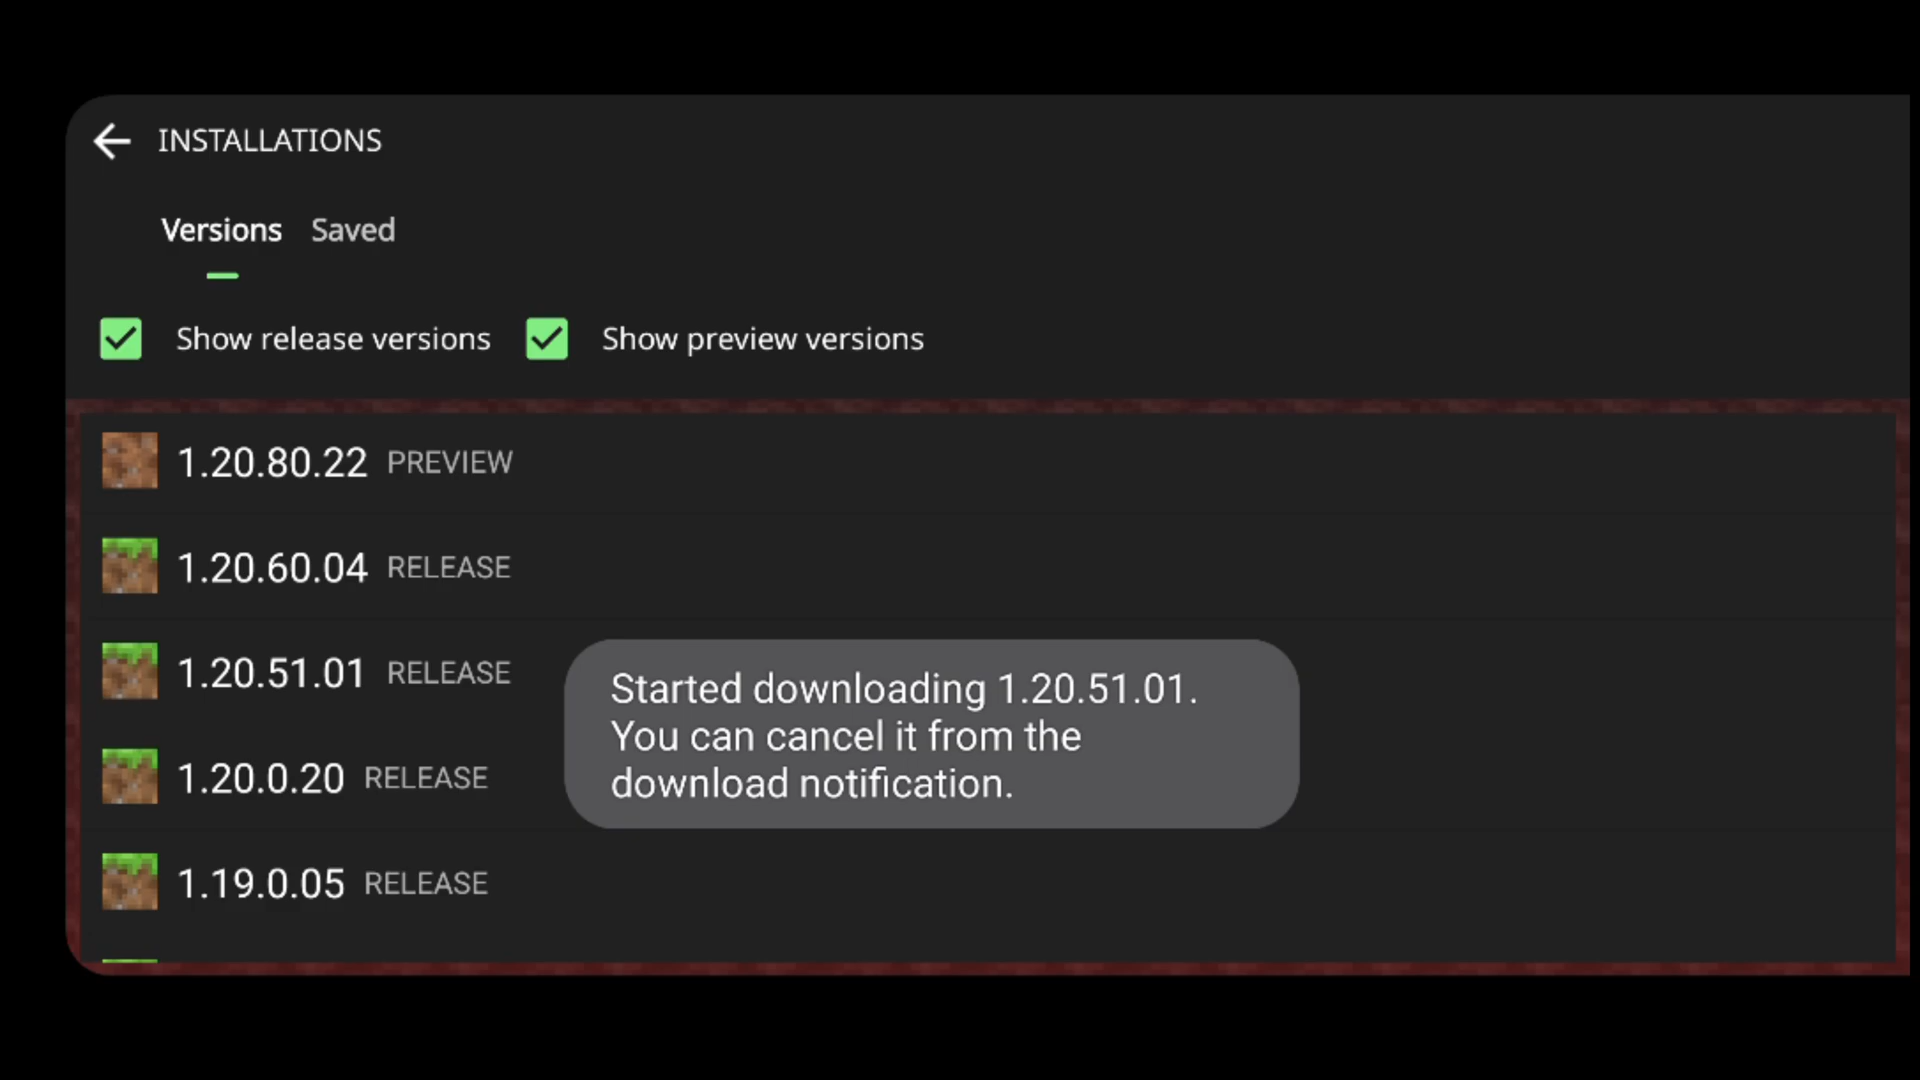 INSTALLATIONS
Versions Saved
Show release versions Show preview versions
1.20.80.22 PREVIEW
1.20.60.04 RELEASE
1.20.51.01 RELEASE
Started downloading 1.20.51.01.
You can cancel it from the
download notification.
1.20.0.20 RELEASE
1.19.0.05 RELEASE